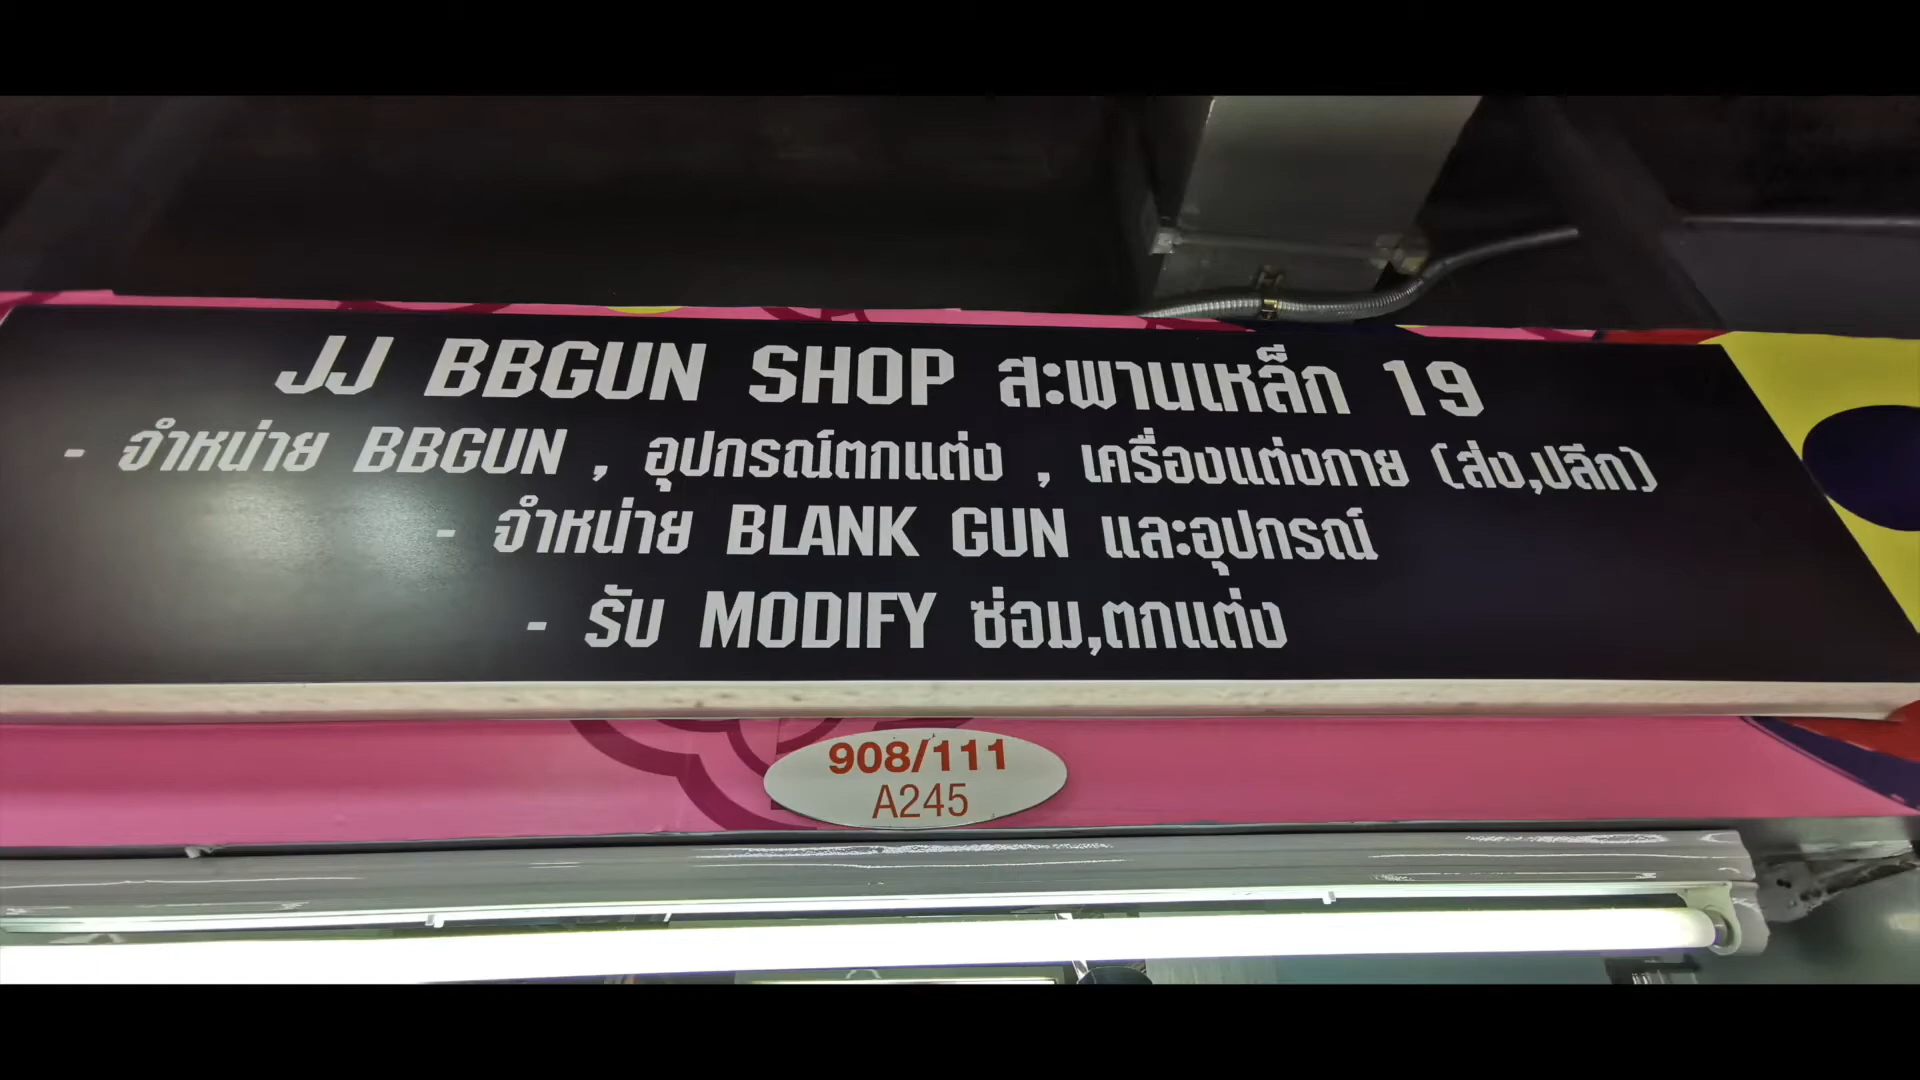 JJ BBGUN SHOP สะพานเหล็ก 19
- จำหน่าย BBGUN , อุปกรณ์ตกแต่ง , เครื่องแต่งกาย (ส่ง,ปลีก)
- จำหน่าย BLANK GUN และอุปกรณ์
- รับ MODIFY ซ่อม,ตกแต่ง
908/111
A245